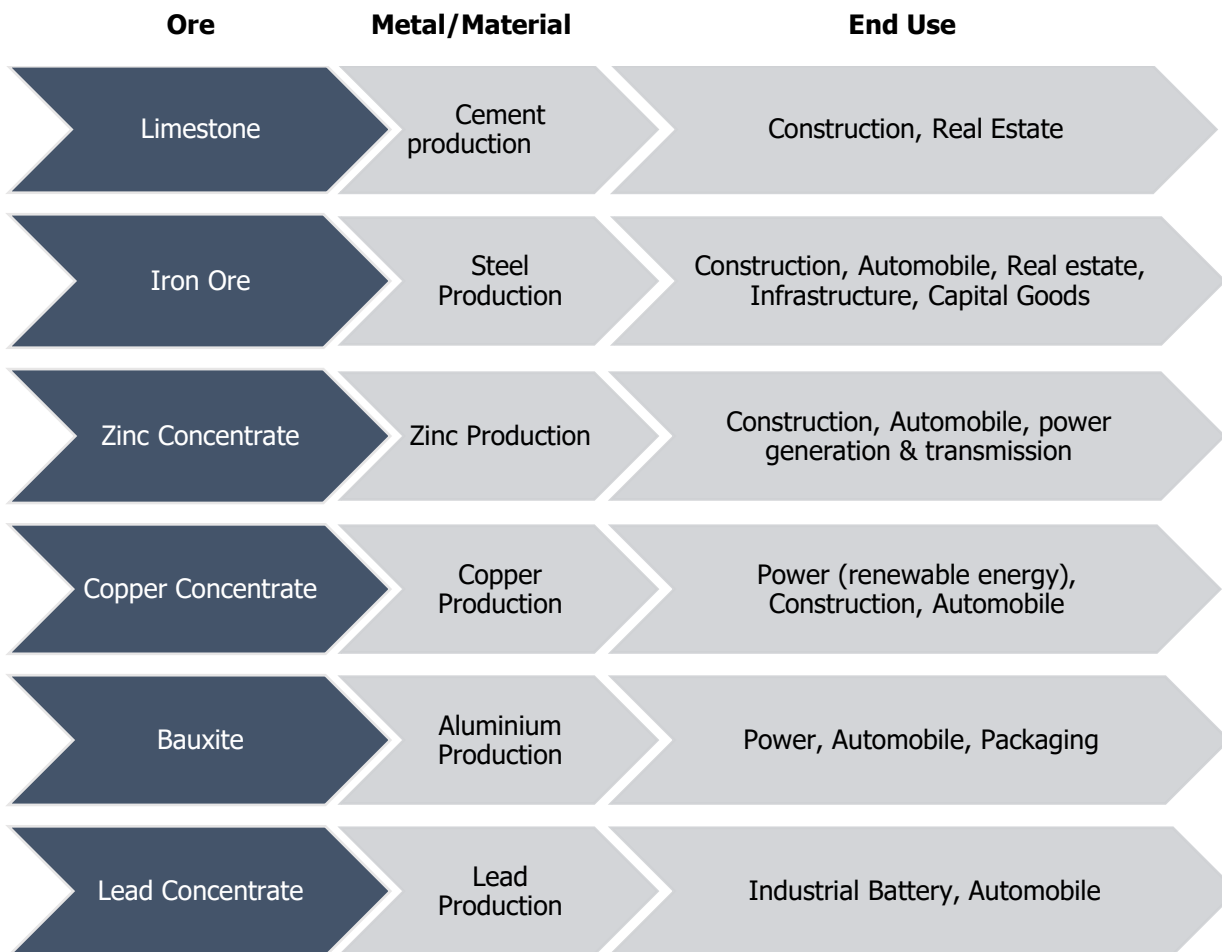 Ore
Metal/Material
End Use
Limestone
Cement
production
Construction, Real Estate
Iron Ore
Steel
Production
Construction, Automobile, Real estate,
Infrastructure, Capital Goods
Zinc Concentrate
Zinc Production
Construction, Automobile, power
generation & transmission
Copper Concentrate
Copper
Production
Power (renewable energy),
Construction, Automobile
Bauxite
Aluminium
Production
Power, Automobile, Packaging
Lead Concentrate
Lead
Production
Industrial Battery, Automobile